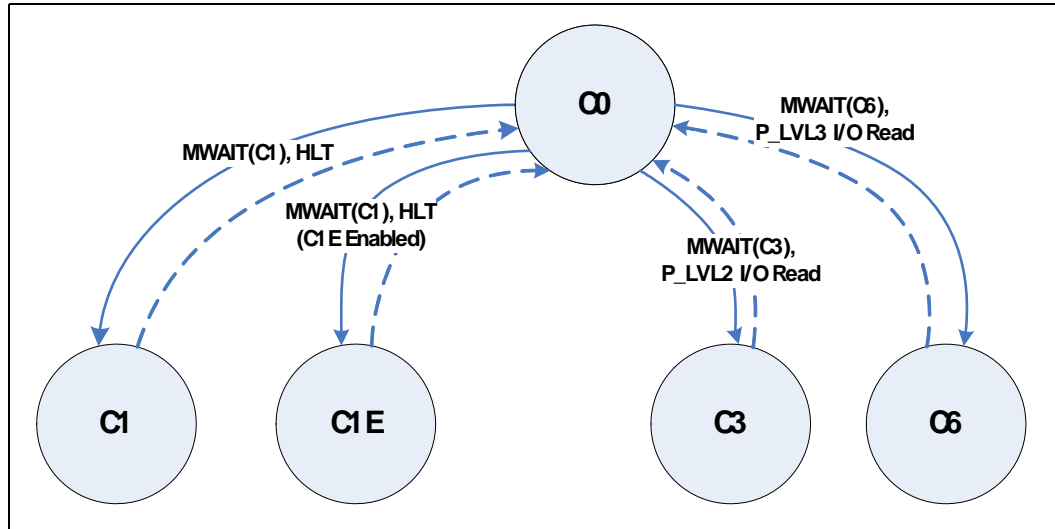 C0
MWAIT(C6),
P_LVL3 I/O Read
MWAIT(C1), HLT
MWAIT(C1), HLT
(C1E Enabled)
MWAIT(C3),
P_LVL2 I/O Read
C1
C1E
C3
C6